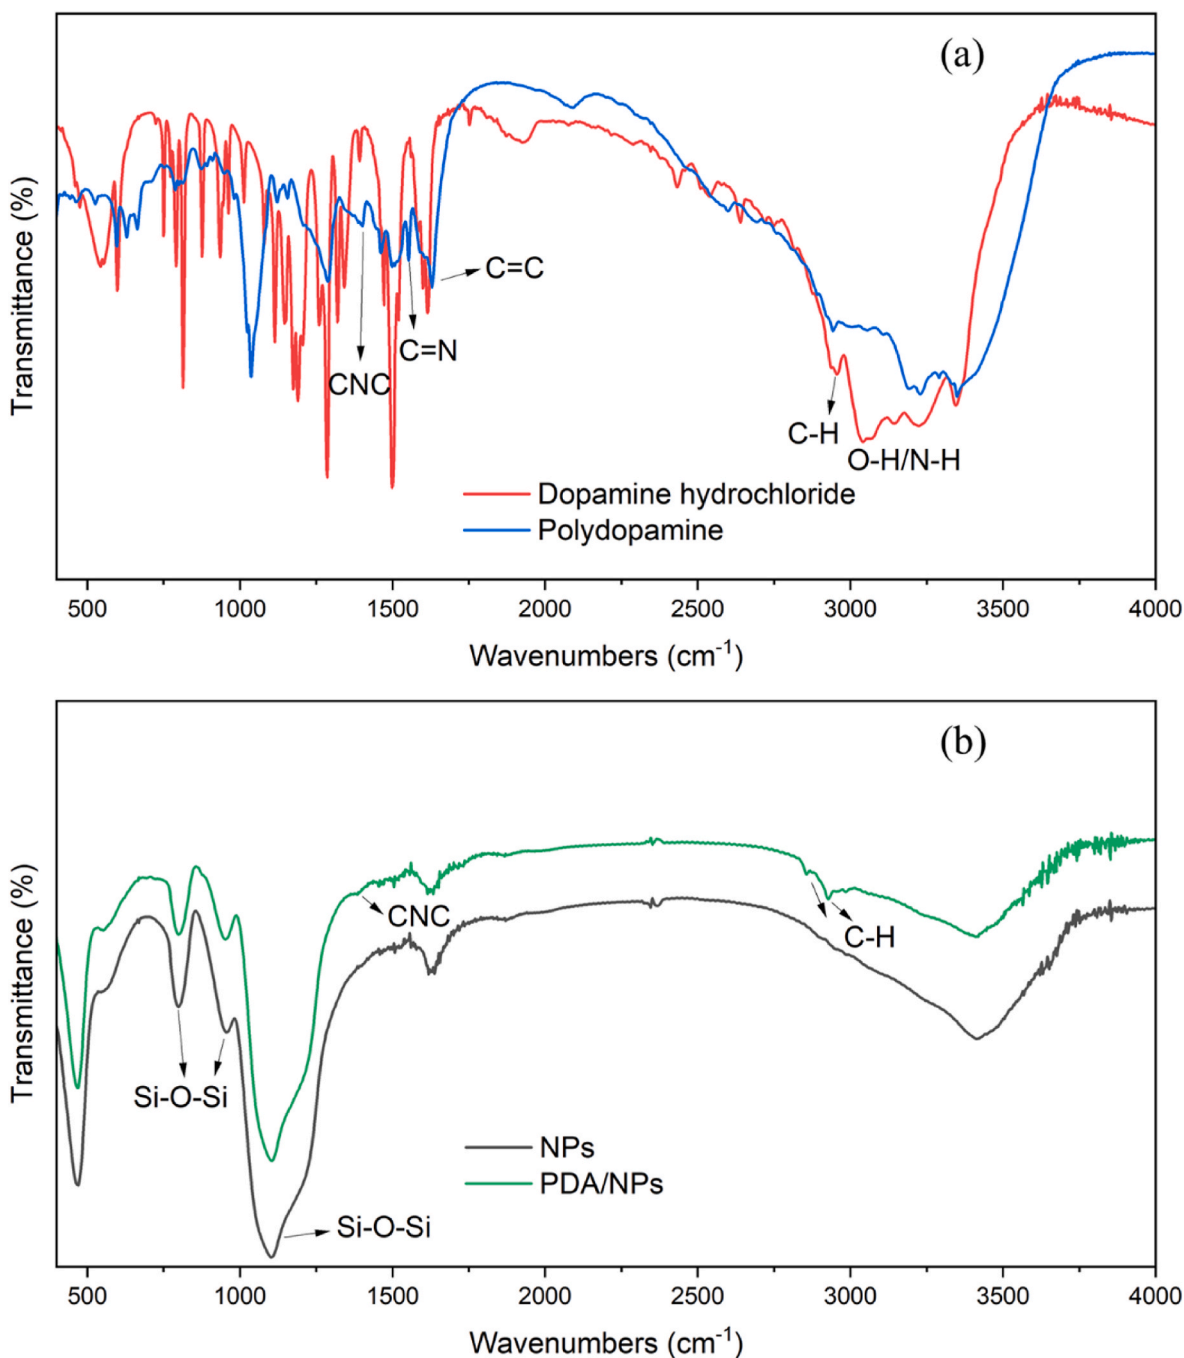 (a)
Transmittance (%)
C=C
C=N
CNC
C-H
O-H/N-H
Dopamine hydrochloride
Polydopamine
500 1000 1500 2000 2500 3000 3500 4000
Wavenumbers (cm⁻¹)
(b)
Transmittance (%)
CNC
C-H
Si-O-Si
NPs
PDA/NPs
Si-O-Si
500 1000 1500 2000 2500 3000 3500 4000
Wavenumbers (cm⁻¹)